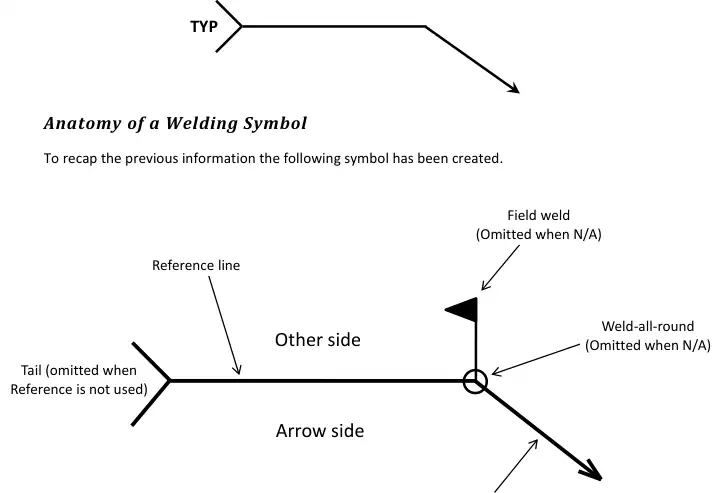 TYP
Anatomy of a Welding Symbol
To recap the previous information the following symbol has been created.
Field weld
(Omitted when N/A)
Reference line
Other side
Weld-all-round
(Omitted when N/A)
Tail (omitted when
Reference is not used)
Arrow side